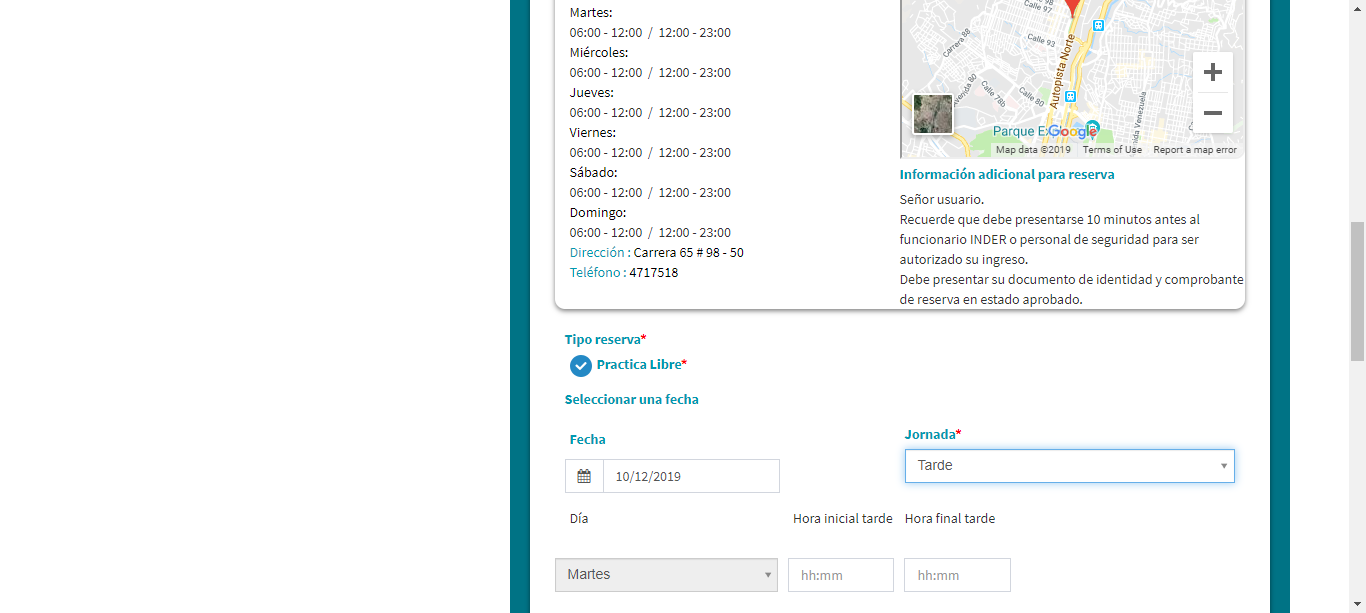 Martes:
06:00 - 12:00 / 12:00 - 23:00
Miércoles:
06:00 - 12:00 / 12:00 - 23:00
Jueves:
06:00 - 12:00 / 12:00 - 23:00
Viernes:
06:00 - 12:00 / 12:00 - 23:00
Sábado:
06:00 - 12:00 / 12:00 - 23:00
Domingo:
06:00 - 12:00 / 12:00 - 23:00
Dirección : Carrera 65 # 98 - 50
Teléfono : 4717518
Calle 97
Carrera 88
Calle 93
Autopista Norte
Calle 78b
Calle 80
Parque E
Google
Map data ©2019 Terms of Use Report a map error
Información adicional para reserva
Señor usuario.
Recuerde que debe presentarse 10 minutos antes al
funcionario INDER o personal de seguridad para ser
autorizado su ingreso.
Debe presentar su documento de identidad y comprobante
de reserva en estado aprobado.
Tipo reserva*
Practica Libre*
Seleccionar una fecha
Fecha
10/12/2019
Jornada*
Tarde
Día
Hora inicial tarde
Hora final tarde
Martes
hh:mm
hh:mm